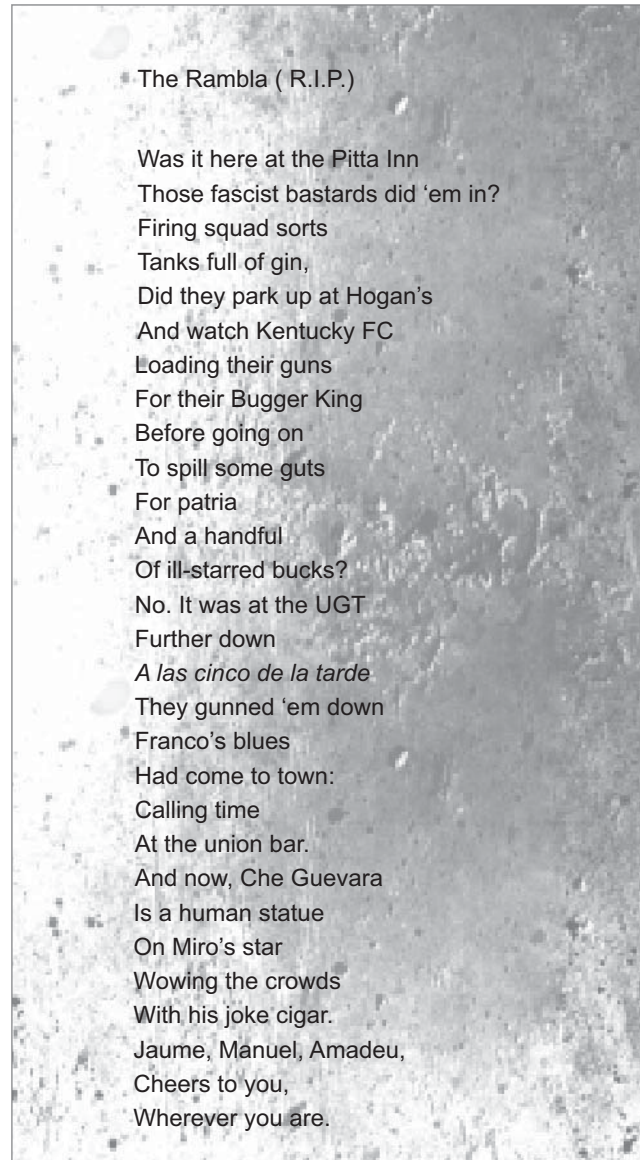 The Rambla ( R.I.P.)
Was it here at the Pitta Inn
Those fascist bastards did ‘em in?
Firing squad sorts
Tanks full of gin,
Did they park up at Hogan’s
And watch Kentucky FC
Loading their guns
For their Bugger King
Before going on
To spill some guts
For patria
And a handful
Of ill-starred bucks?
No. It was at the UGT
Further down
A las cinco de la tarde
They gunned ‘em down
Franco’s blues
Had come to town:
Calling time
At the union bar.
And now, Che Guevara
Is a human statue
On Miro’s star
Wowing the crowds
With his joke cigar.
Jaume, Manuel, Amadeu,
Cheers to you,
Wherever you are.